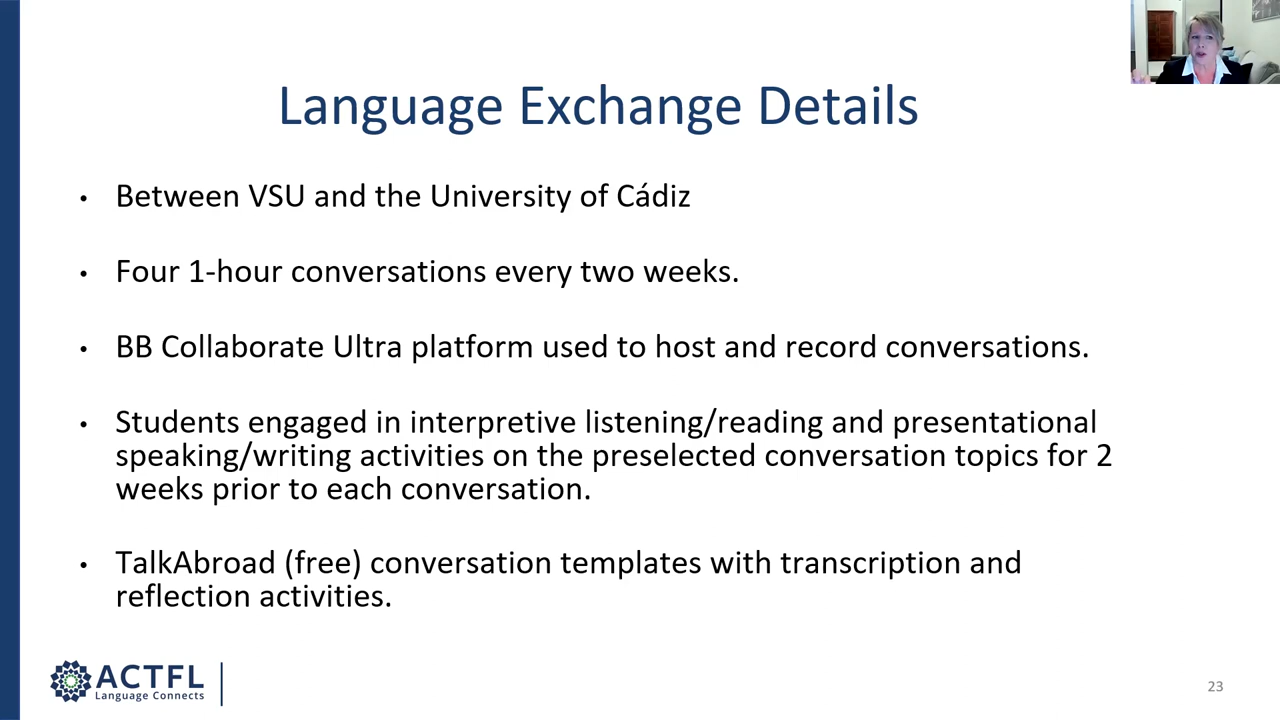 Language Exchange Details
• Between VSU and the University of Cádiz
• Four 1-hour conversations every two weeks.
• BB Collaborate Ultra platform used to host and record conversations.
• Students engaged in interpretive listening/reading and presentational
speaking/writing activities on the preselected conversation topics for 2
weeks prior to each conversation.
• TalkAbroad (free) conversation templates with transcription and
reflection activities.
ACTFL
Language Connects
23